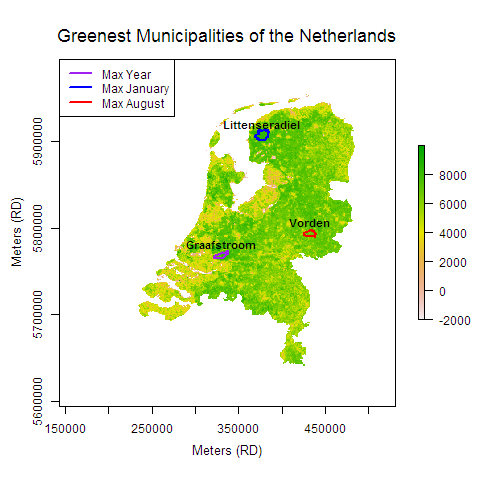 Greenest Municipalities of the Netherlands
Max Year
Max January
Max August
Littenseradiel
Vorden
Graafstroom
8000
6000
4000
2000
0
-2000
5900000
5800000
5700000
5600000
Meters (RD)
150000 250000 350000 450000
Meters (RD)